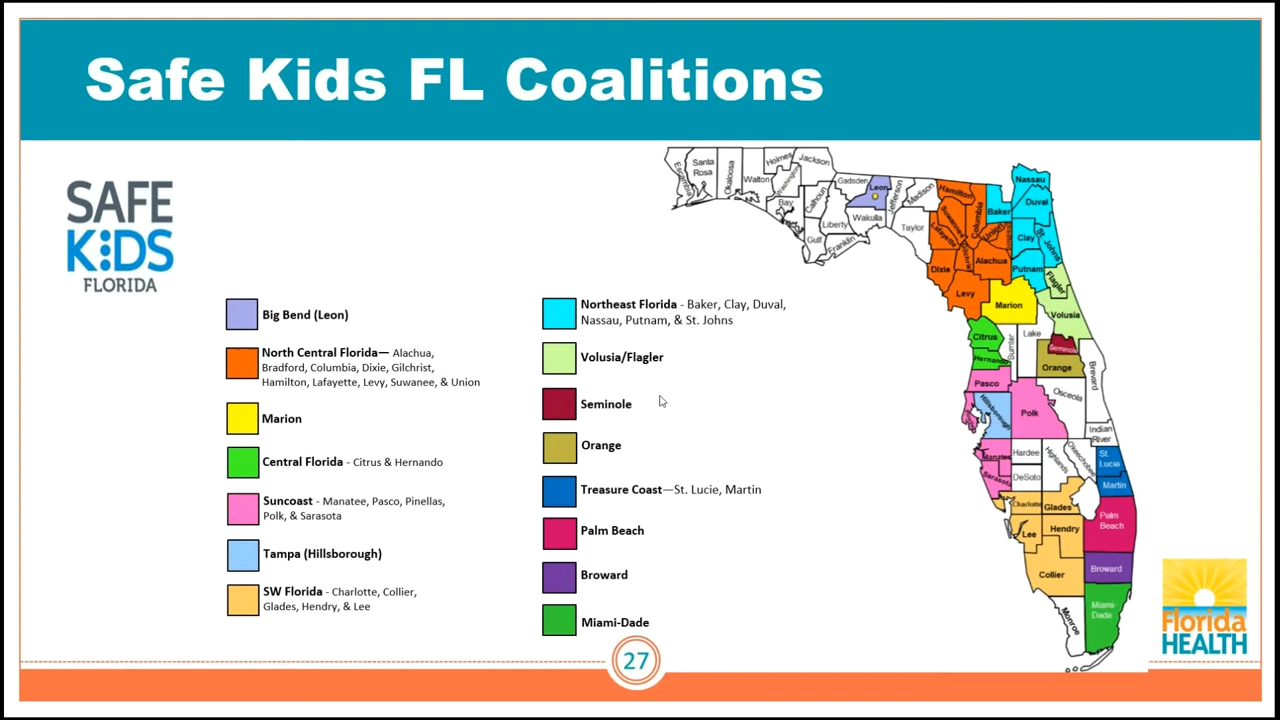 Safe Kids FL Coalitions
SAFE
KIDS
FLORIDA
Big Bend (Leon)
North Central Florida— Alachua,
Bradford, Columbia, Dixie, Gilchrist,
Hamilton, Lafayette, Levy, Suwanee, & Union
Marion
Central Florida - Citrus & Hernando
Suncoast - Manatee, Pasco, Pinellas,
Polk, & Sarasota
Tampa (Hillsborough)
SW Florida - Charlotte, Collier,
Glades, Hendry, & Lee
Northeast Florida - Baker, Clay, Duval,
Nassau, Putnam, & St. Johns
Volusia/Flagler
Seminole
Orange
Treasure Coast—St. Lucie, Martin
Palm Beach
Broward
Miami-Dade
Escambia
Santa
Rosa
Okaloosa
Walton
Holmes
Washington
Jackson
Bay
Calhoun
Gulf
Liberty
Gadsden
Franklin
Leon
Wakulla
Jefferson
Madison
Taylor
Hamilton
Suwannee
Lafayette
Columbia
Baker
Union
Nassau
Duval
Clay
St. Johns
Alachua
Dixie
Putnam
Flagler
Levy
Marion
Volusia
Citrus
Sumter
Lake
Seminole
Hernando
Orange
Pasco
Brevard
Osceola
Hillsborough
Polk
Indian
River
Manatee
Hardee
Highlands
Okeechobee
St.
Lucie
Sarasota
DeSoto
Martin
Charlotte
Glades
Palm
Beach
Lee
Hendry
Collier
Broward
Monroe
Miami-
Dade
Florida
HEALTH
27